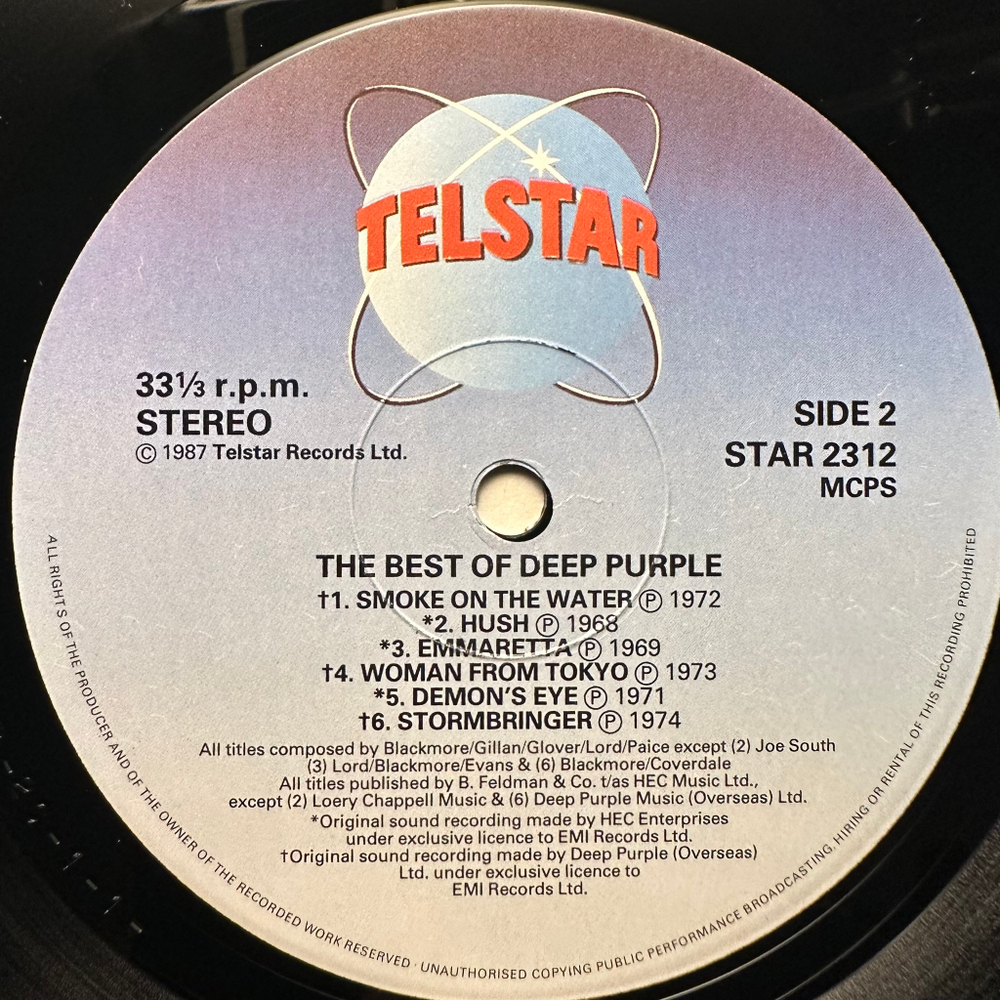 TELSTAR
33⅓ r.p.m.
STEREO
© 1987 Telstar Records Ltd.
SIDE 2
STAR 2312
MCPS
THE BEST OF DEEP PURPLE
†1. SMOKE ON THE WATER ℗ 1972
*2. HUSH ℗ 1968
*3. EMMARETTA ℗ 1969
†4. WOMAN FROM TOKYO ℗ 1973
*5. DEMON'S EYE ℗ 1971
†6. STORMBRINGER ℗ 1974
All titles composed by Blackmore/Gillan/Glover/Lord/Paice except (2) Joe South
(3) Lord/Blackmore/Evans & (6) Blackmore/Coverdale
All titles published by B. Feldman & Co. t/as HEC Music Ltd.,
except (2) Loery Chappell Music & (6) Deep Purple Music (Overseas) Ltd.
*Original sound recording made by HEC Enterprises
under exclusive licence to EMI Records Ltd.
†Original sound recording made by Deep Purple (Overseas)
Ltd. under exclusive licence to
EMI Records Ltd.
ALL RIGHTS OF THE PRODUCER AND OF THE OWNER OF THE RECORDED WORK RESERVED · UNAUTHORISED COPYING PUBLIC PERFORMANCE BROADCASTING, HIRING OR RENTAL OF THIS RECORDING PROHIBITED